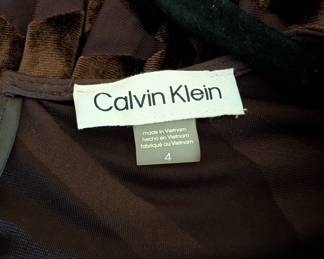 Calvin Klein
made in Vietnam
hecho en Vietnam
fabriqué au Vietnam
4